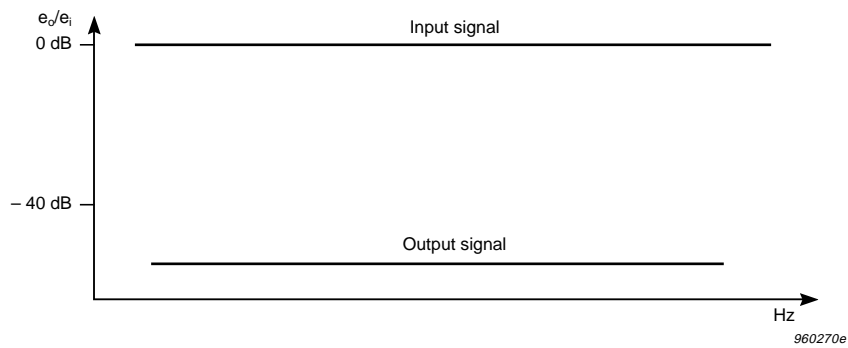 eₒ/eᵢ
0 dB
Input signal
– 40 dB
Output signal
Hz
960270e